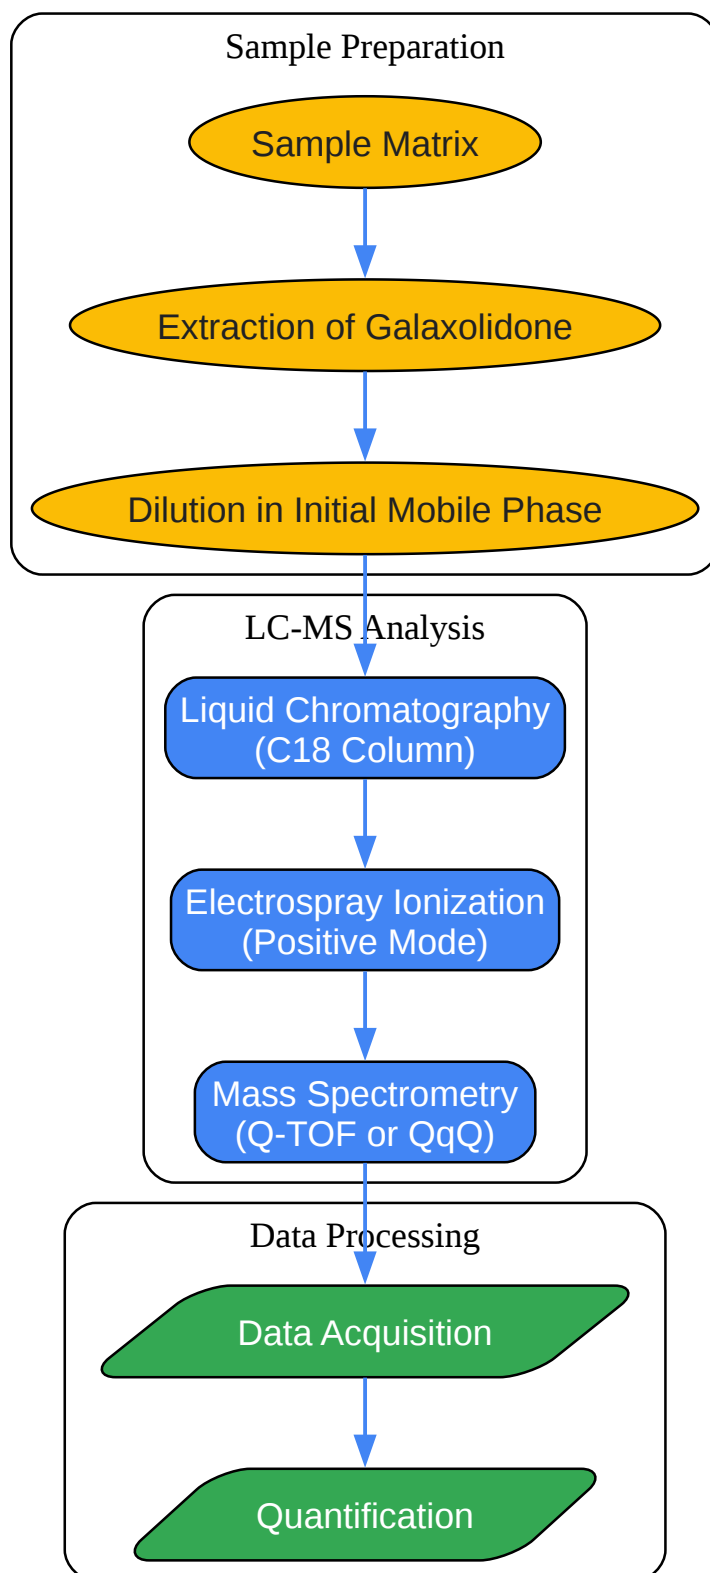 Sample Preparation
Sample Matrix
Extraction of Galaxolidone
Dilution in Initial Mobile Phase
LC-MS Analysis
Liquid Chromatography
(C18 Column)
Electrospray Ionization
(Positive Mode)
Mass Spectrometry
(Q-TOF or QqQ)
Data Processing
Data Acquisition
Quantification